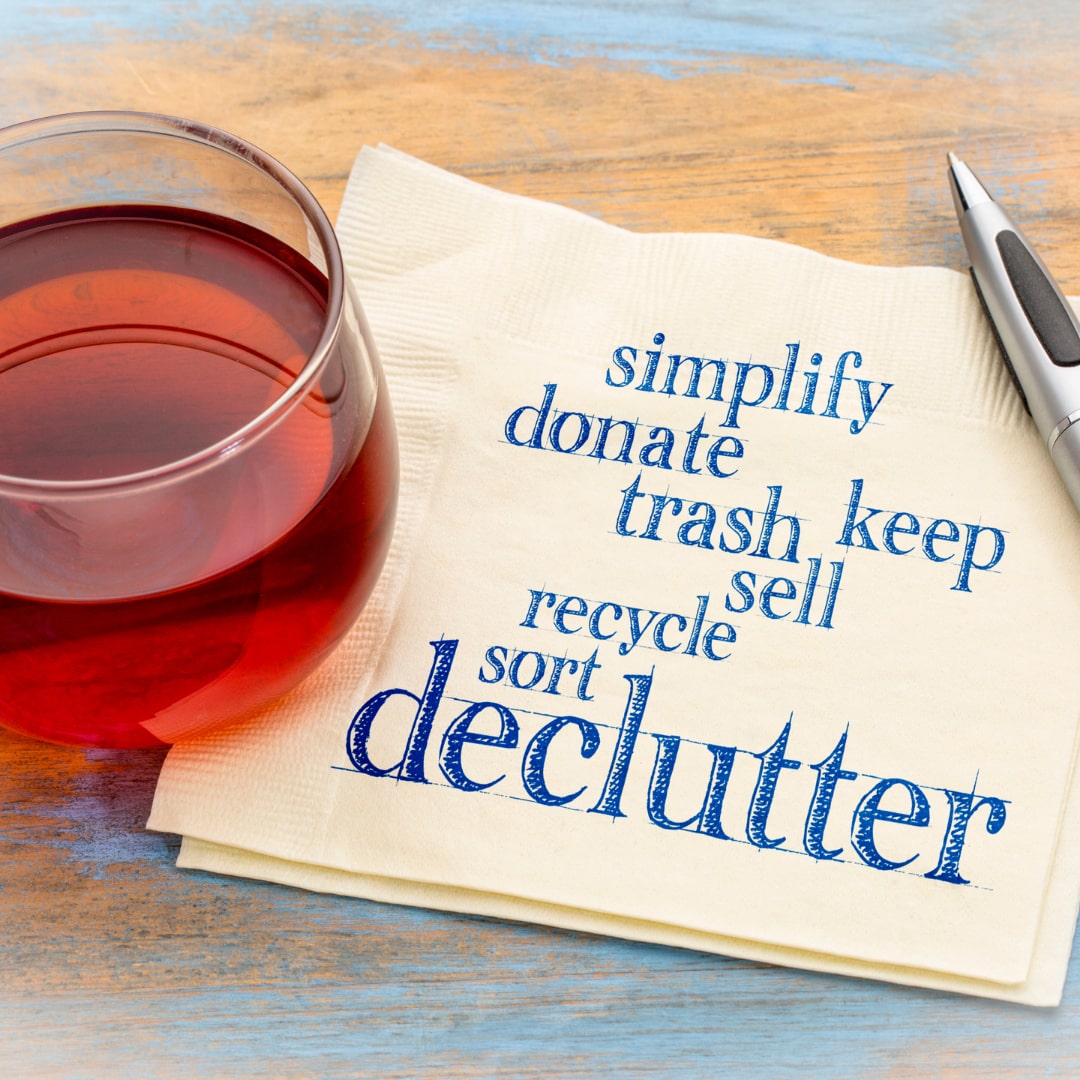 simplify
donate
trash keep
sell
recycle
sort
declutter